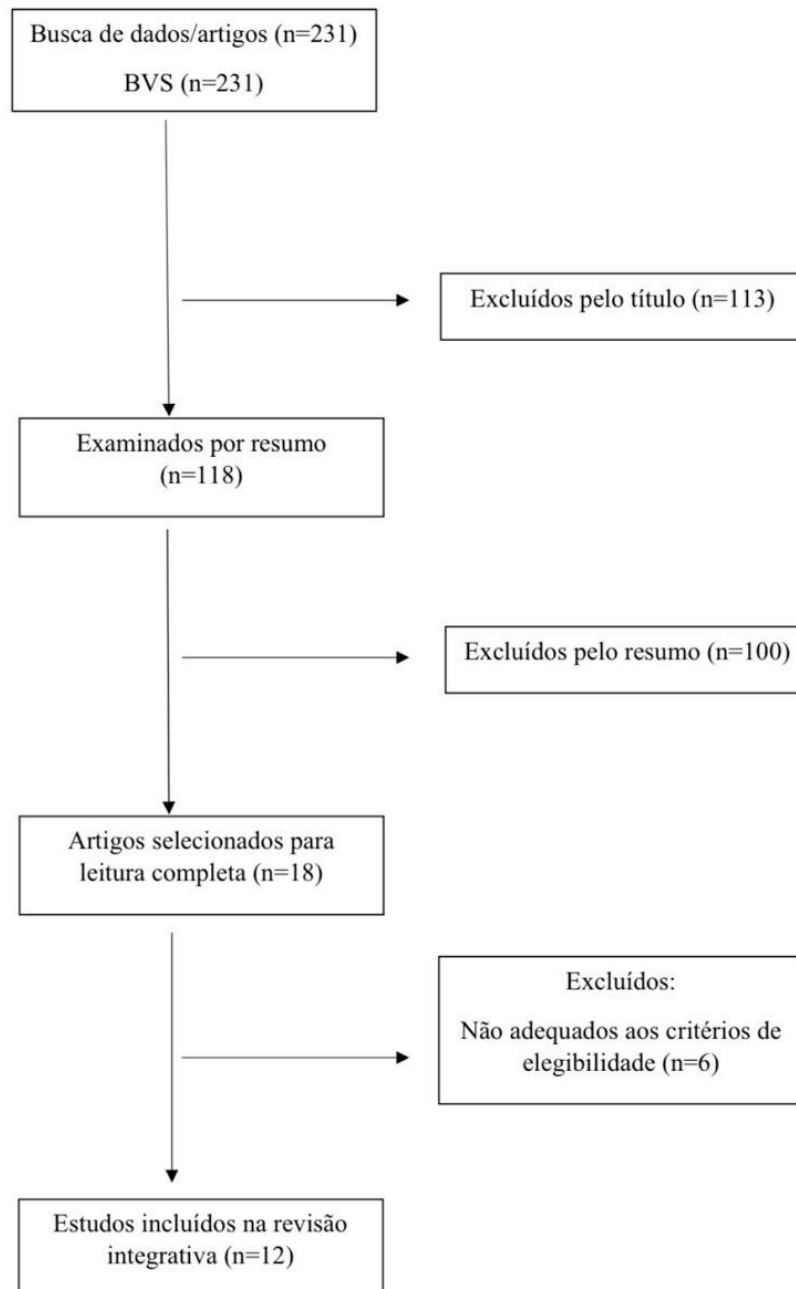 Busca de dados/artigos (n=231)
BVS (n=231)
Excluídos pelo título (n=113)
Examinados por resumo
(n=118)
Excluídos pelo resumo (n=100)
Artigos selecionados para
leitura completa (n=18)
Excluídos:
Não adequados aos critérios de
elegibilidade (n=6)
Estudos incluídos na revisão
integrativa (n=12)